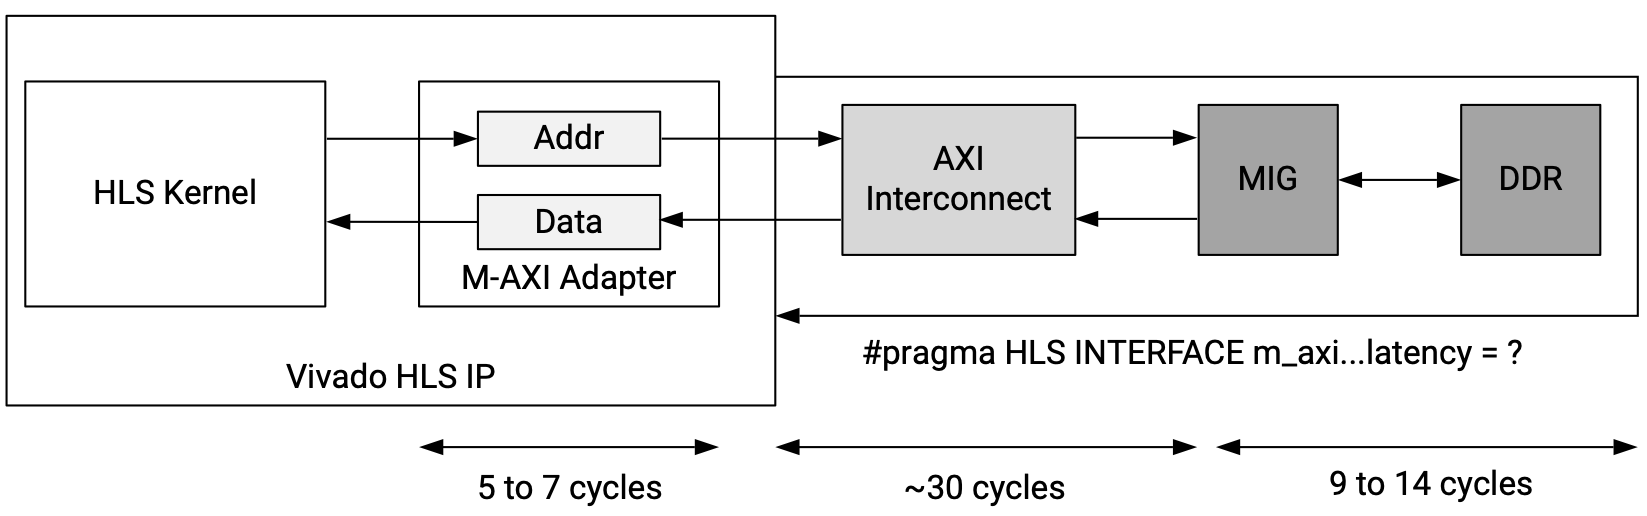 HLS Kernel
Addr
Data
M-AXI Adapter
Vivado HLS IP
AXI
Interconnect
MIG
DDR
#pragma HLS INTERFACE m_axi...latency = ?
5 to 7 cycles
~30 cycles
9 to 14 cycles